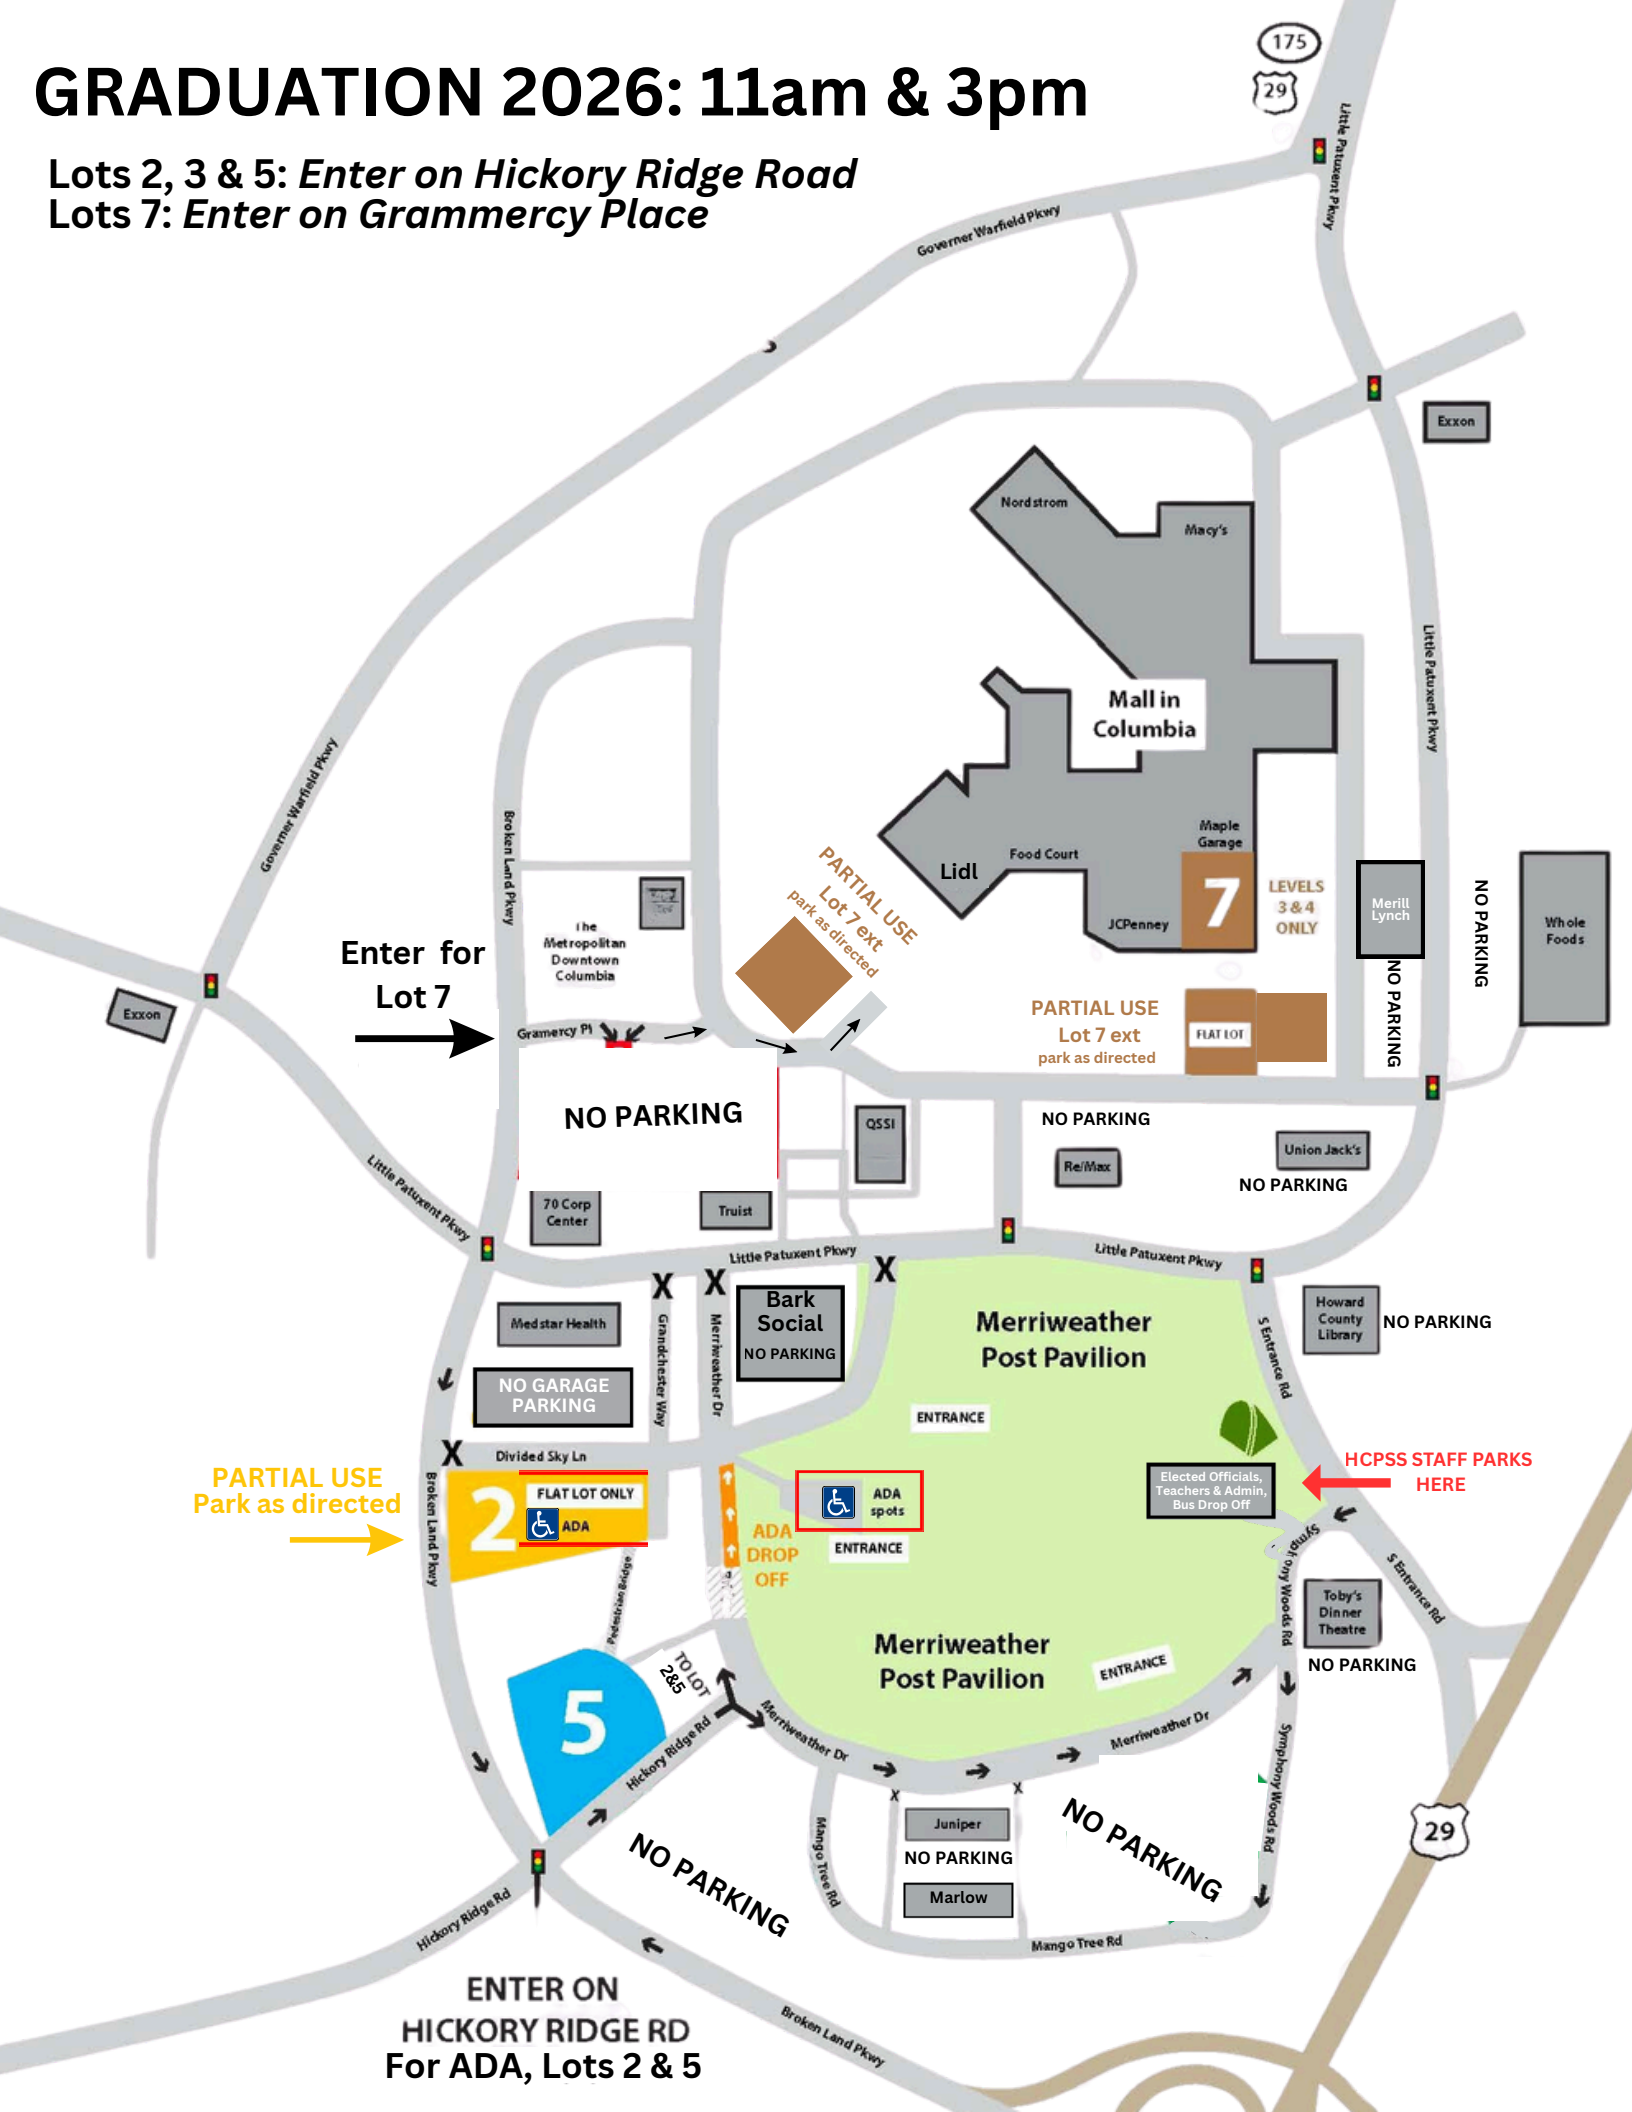 GRADUATION 2026: 11am & 3pm
Lots 2, 3 & 5: Enter on Hickory Ridge Road
Lots 7: Enter on Grammercy Place
175
29
Little Patuxent Pkwy
Governer Warfield Pkwy
Exxon
Nordstrom
Macy's
Mall in
Columbia
Little Patuxent Pkwy
Governer Warfield Pkwy
Broken Land Pkwy
Maple
Garage
Food Court
Lidl
7
LEVELS
3 & 4
ONLY
JCPenney
Merill
Lynch
NO PARKING
NO PARKING
Whole
Foods
PARTIAL USE
Lot 7 ext
park as directed
The
Metropolitan
Downtown
Columbia
Enter for
Lot 7
Exxon
Gramercy Pl
PARTIAL USE
Lot 7 ext
park as directed
FLAT LOT
NO PARKING
QSSI
NO PARKING
Re/Max
Union Jack's
NO PARKING
Little Patuxent Pkwy
70 Corp
Center
Truist
Little Patuxent Pkwy
Little Patuxent Pkwy
X
X
X
Medstar Health
Grandchester Way
Merriweather Dr
Bark
Social
NO PARKING
Merriweather
Post Pavilion
S Entrance Rd
Howard
County
Library
NO PARKING
NO GARAGE
PARKING
ENTRANCE
X
Divided Sky Ln
PARTIAL USE
Park as directed
Broken Land Pkwy
2
FLAT LOT ONLY
ADA
ADA
spots
ADA
DROP
OFF
ENTRANCE
Elected Officials,
Teachers & Admin,
Bus Drop Off
HCPSS STAFF PARKS
HERE
Symphony Woods Rd
S Entrance Rd
Pedestrian Bridge
Toby's
Dinner
Theatre
NO PARKING
5
TO LOT
2&5
Merriweather
Post Pavilion
ENTRANCE
Hickory Ridge Rd
Merriweather Dr
Merriweather Dr
Symphony Woods Rd
X
X
Mango Tree Rd
Juniper
NO PARKING
Marlow
NO PARKING
NO PARKING
29
Hickory Ridge Rd
Mango Tree Rd
ENTER ON
HICKORY RIDGE RD
For ADA, Lots 2 & 5
Broken Land Pkwy